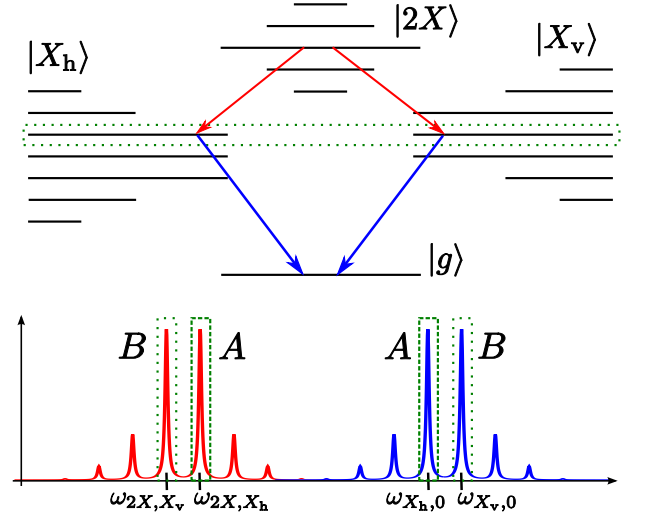 |2X⟩
|X_h⟩
|X_v⟩
|g⟩
B A A B
ω_{2X,X_v} ω_{2X,X_h} ω_{X_h,0} ω_{X_v,0}